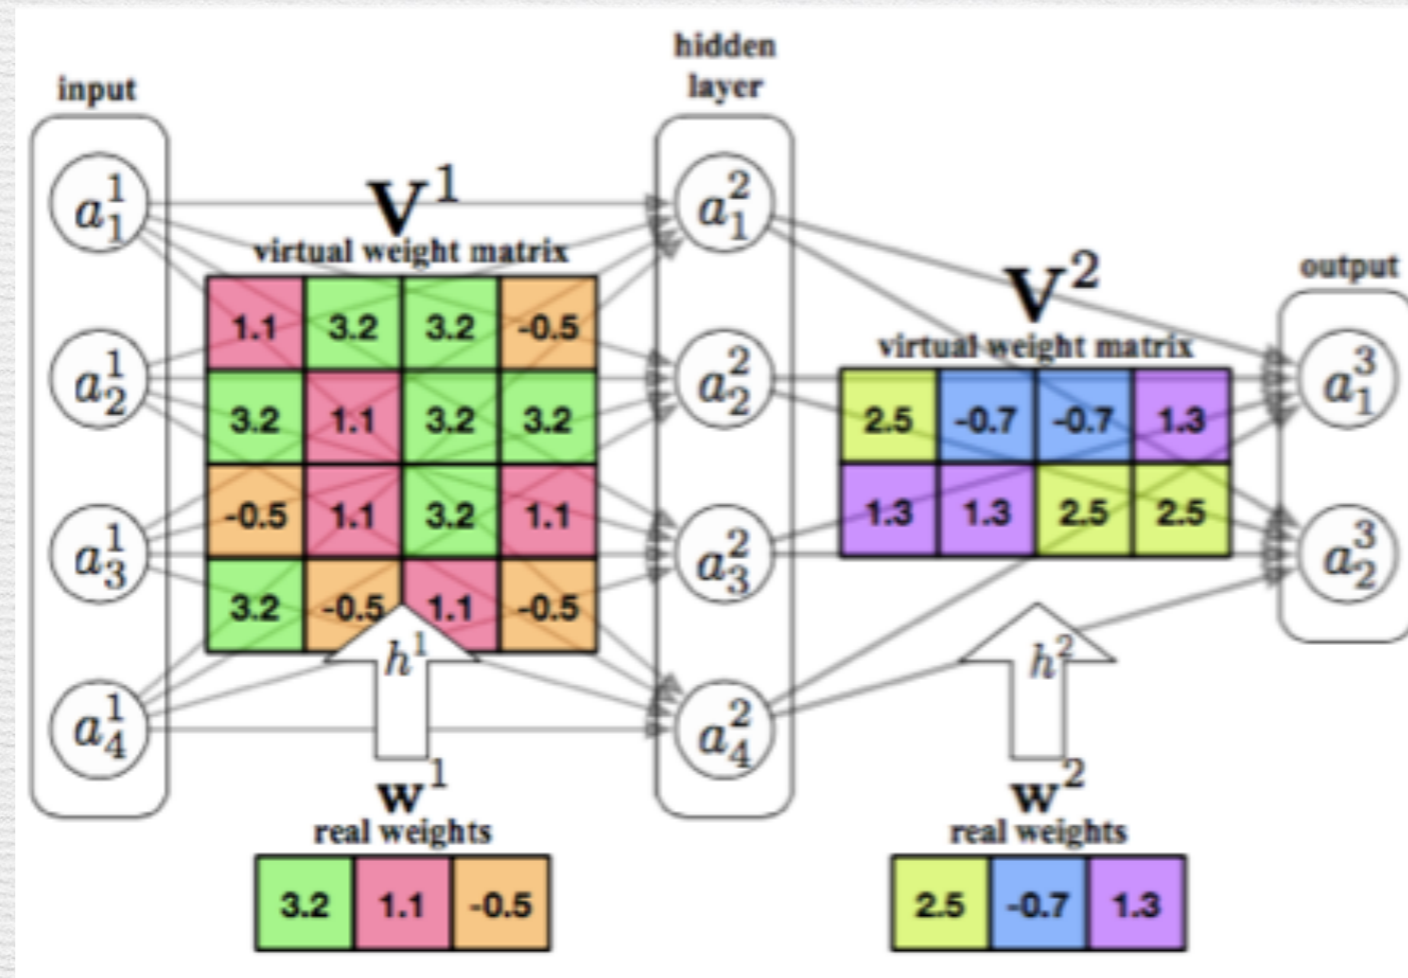 input
hidden
layer
output
a₁¹
a₂¹
a₃¹
a₄¹
V¹
virtual weight matrix
1.1 3.2 3.2 -0.5
3.2 1.1 3.2 3.2
-0.5 1.1 3.2 1.1
3.2 -0.5 1.1 -0.5
h¹
w¹
real weights
3.2 1.1 -0.5
a₁²
a₂²
a₃²
a₄²
V²
virtual weight matrix
2.5 -0.7 -0.7 1.3
1.3 1.3 2.5 2.5
h²
w²
real weights
2.5 -0.7 1.3
a₁³
a₂³